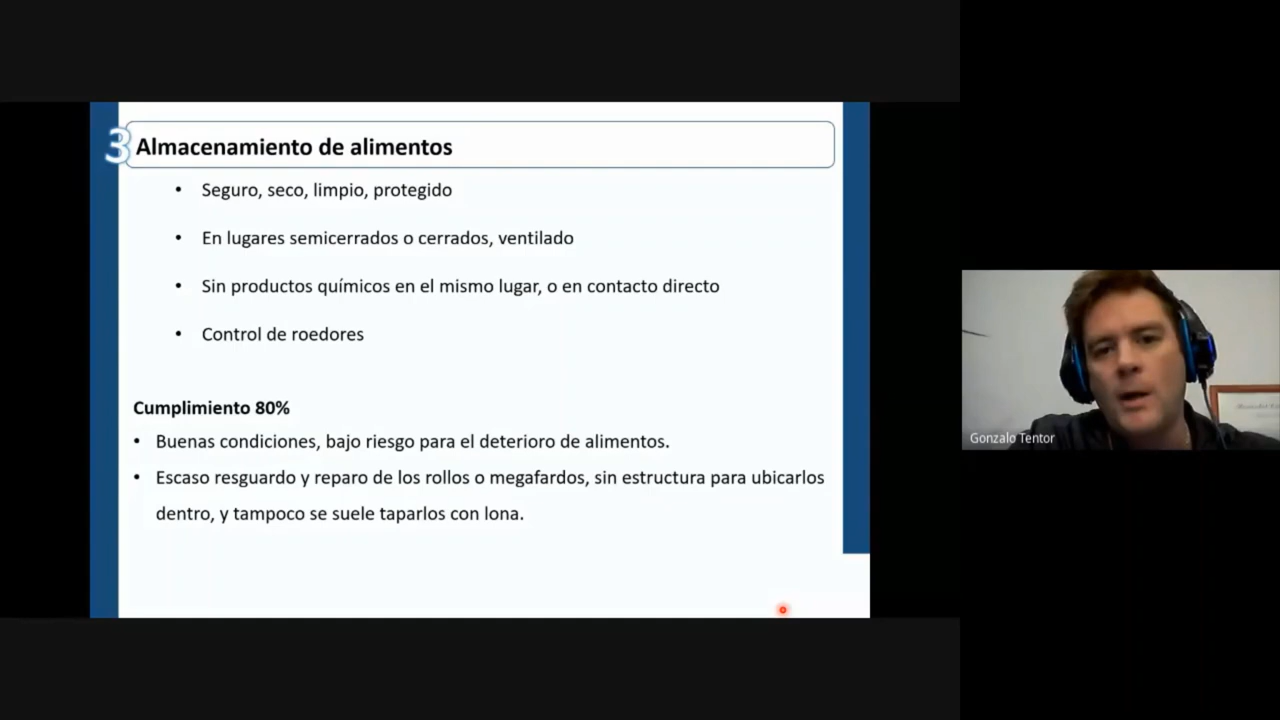 3 Almacenamiento de alimentos
• Seguro, seco, limpio, protegido
• En lugares semicerrados o cerrados, ventilado
• Sin productos químicos en el mismo lugar, o en contacto directo
• Control de roedores
Cumplimiento 80%
• Buenas condiciones, bajo riesgo para el deterioro de alimentos.
• Escaso resguardo y reparo de los rollos o megafardos, sin estructura para ubicarlos
dentro, y tampoco se suele taparlos con lona.
Gonzalo Tentor